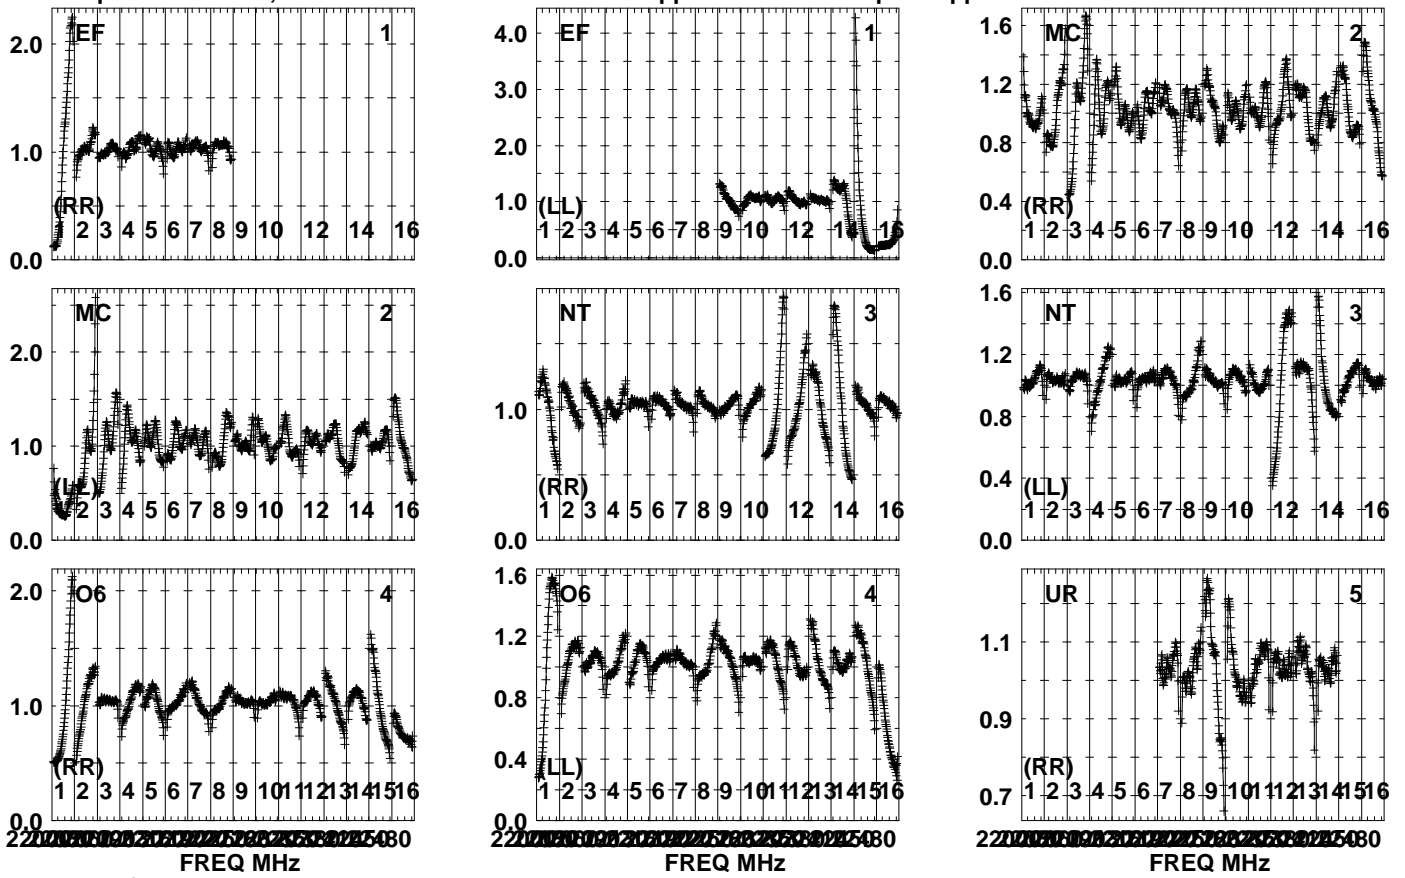 EF 1
2.0
1.0
0.0
(RR)
1 2 3 4 5 6 7 8 9 10 12 14 16
EF 1
4.0
3.0
2.0
1.0
0.0
(LL)
1 2 3 4 5 6 7 8 9 10 12 14 16
MC 2
1.6
1.2
0.8
0.4
0.0
(RR)
1 2 3 4 5 6 7 8 9 10 12 16
MC 2
2.0
1.0
0.0
(LL)
2 3 4 5 6 7 8 9 10 12 14 16
NT 3
1.0
0.0
(RR)
1 2 3 4 5 6 7 8 10 12 14 16
NT 3
1.6
1.2
0.8
0.4
0.0
(LL)
1 2 3 4 5 6 7 8 9 10 12 14 16
O6 4
2.0
1.0
0.0
(RR)
1 2 3 4 5 6 7 8 9 10 11 12 13 14 15 16
FREQ MHz
O6 4
1.6
1.2
0.8
0.4
0.0
(LL)
1 2 3 4 5 6 7 8 9 10 11 12 13 14 15 16
FREQ MHz
UR 5
1.1
0.9
0.7
(RR)
1 2 3 4 5 6 7 8 9 10 11 12 13 14 15 16
FREQ MHz